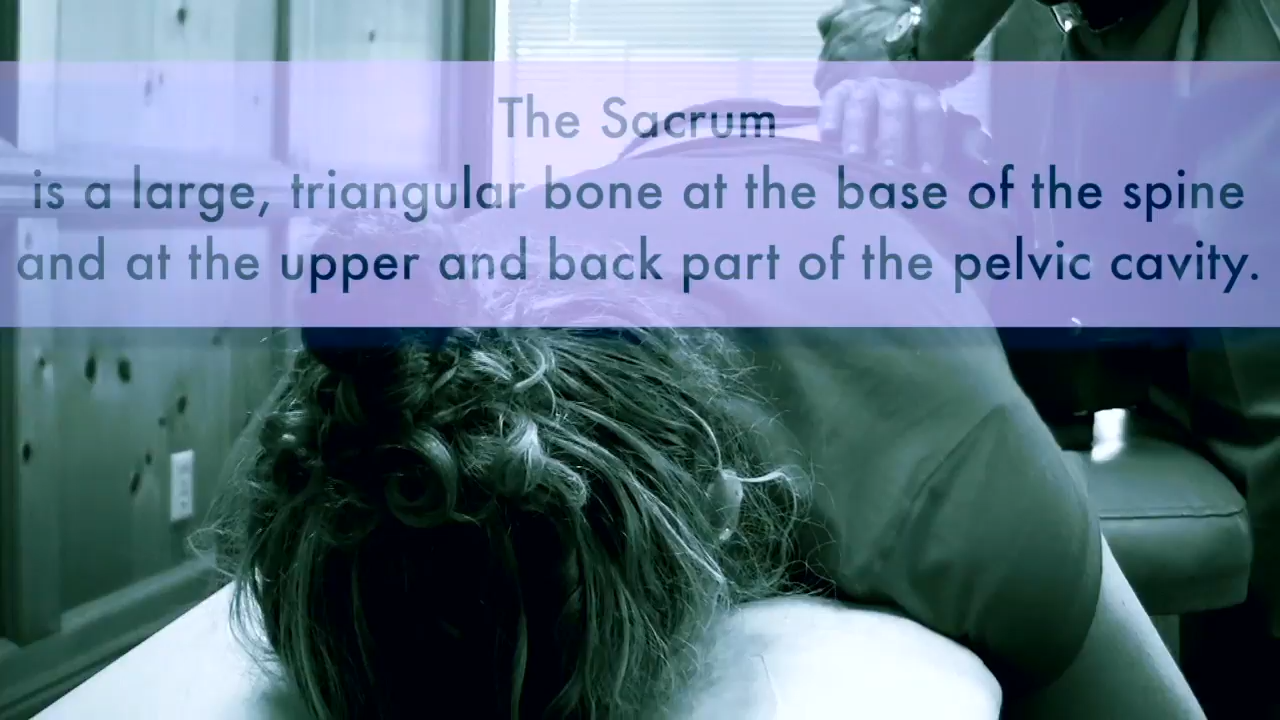 The Sacrum
is a large, triangular bone at the base of the spine
and at the upper and back part of the pelvic cavity.